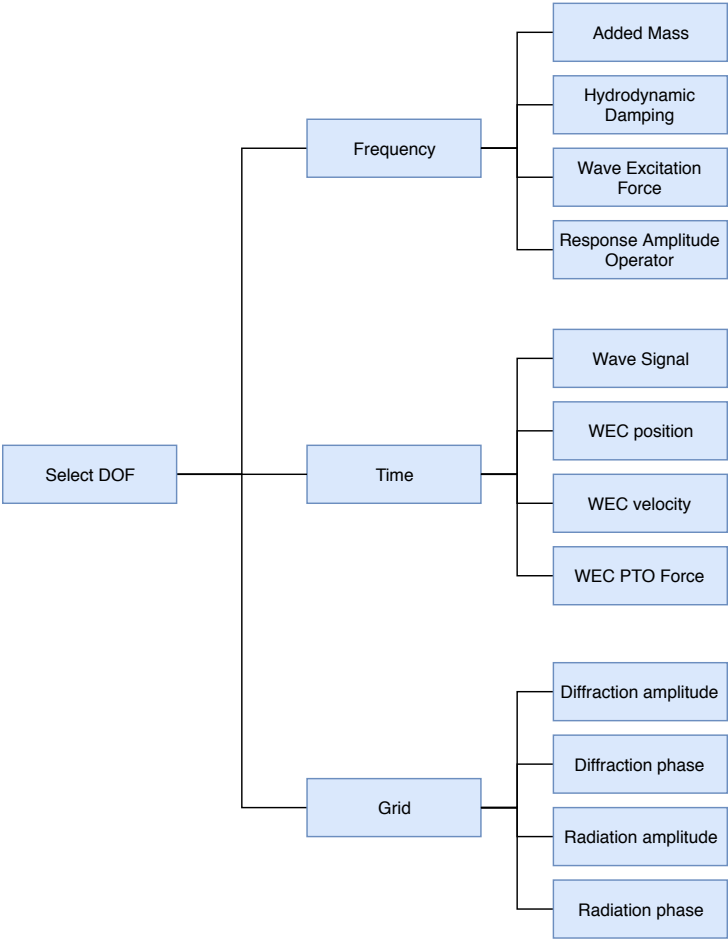 Added Mass
Hydrodynamic
Damping
Frequency
Wave Excitation
Force
Response Amplitude
Operator
Wave Signal
WEC position
Select DOF
Time
WEC velocity
WEC PTO Force
Diffraction amplitude
Diffraction phase
Grid
Radiation amplitude
Radiation phase